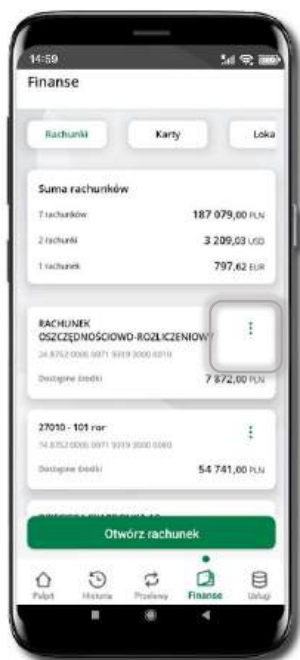 14:59
Finanse
Rachunki Karty Loka
Suma rachunków
7 rachunków 187 079,00 PLN
2 rachunki 3 209,03 USD
1 rachunek 797,62 EUR
RACHUNEK
OSZCZĘDNOŚCIOWO-ROZLICZENIOWY
Dostępne środki 7 872,00 PLN
27010 - 101 ror
Dostępne środki 54 741,00 PLN
Otwórz rachunek
Pulpit Historia Przelewy Finanse Usługi